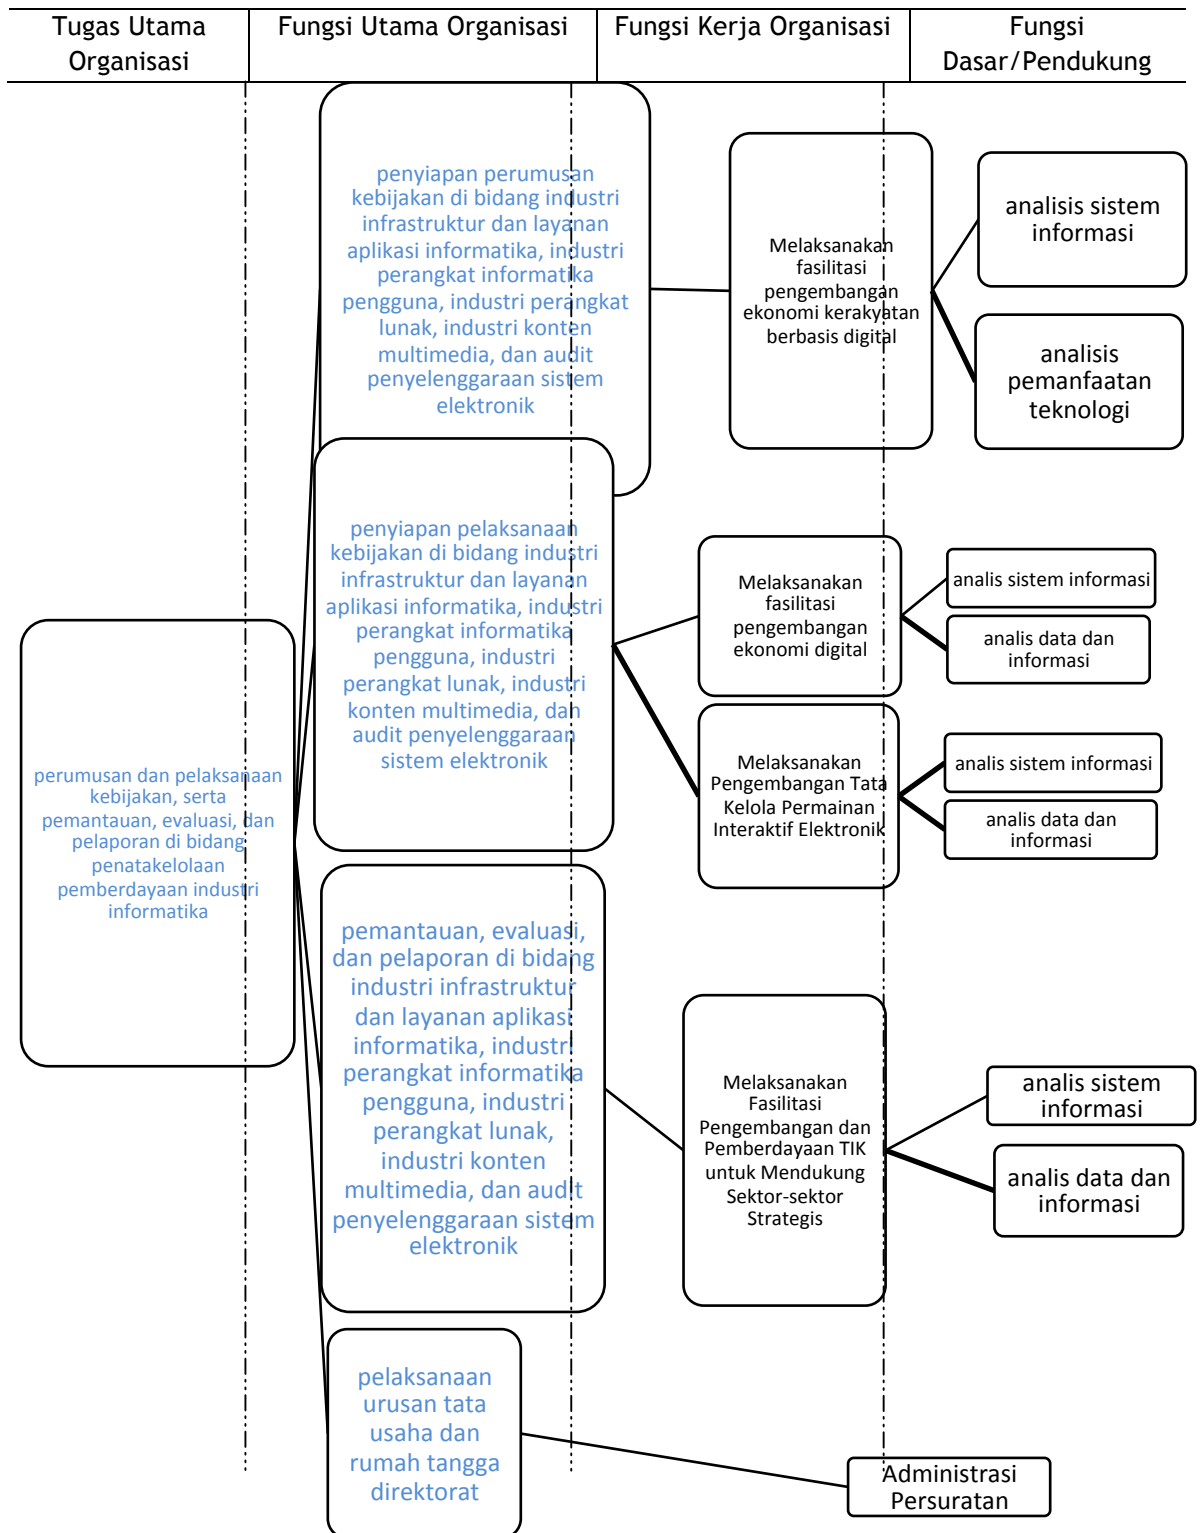 Tugas Utama
Organisasi
Fungsi Utama Organisasi
Fungsi Kerja Organisasi
Fungsi
Dasar/Pendukung
perumusan dan pelaksanaan
kebijakan, serta
pemantauan, evaluasi, dan
pelaporan di bidang
penatakelolaan
pemberdayaan industri
informatika
penyiapan perumusan
kebijakan di bidang industri
infrastruktur dan layanan
aplikasi informatika, industri
perangkat informatika
pengguna, industri perangkat
lunak, industri konten
multimedia, dan audit
penyelenggaraan sistem
elektronik
Melaksanakan
fasilitasi
pengembangan
ekonomi kerakyatan
berbasis digital
analisis sistem
informasi
analisis
pemanfaatan
teknologi
penyiapan pelaksanaan
kebijakan di bidang industri
infrastruktur dan layanan
aplikasi informatika, industri
perangkat informatika
pengguna, industri
perangkat lunak, industri
konten multimedia, dan
audit penyelenggaraan
sistem elektronik
Melaksanakan
fasilitasi
pengembangan
ekonomi digital
analis sistem informasi
analis data dan
informasi
Melaksanakan
Pengembangan Tata
Kelola Permainan
Interaktif Elektronik
analis sistem informasi
analis data dan
informasi
pemantauan, evaluasi,
dan pelaporan di bidang
industri infrastruktur
dan layanan aplikasi
informatika, industri
perangkat informatika
pengguna, industri
perangkat lunak,
industri konten
multimedia, dan audit
penyelenggaraan sistem
elektronik
Melaksanakan
Fasilitasi
Pengembangan dan
Pemberdayaan TIK
untuk Mendukung
Sektor-sektor
Strategis
analis sistem
informasi
analis data dan
informasi
pelaksanaan
urusan tata
usaha dan
rumah tangga
direktorat
Administrasi
Persuratan